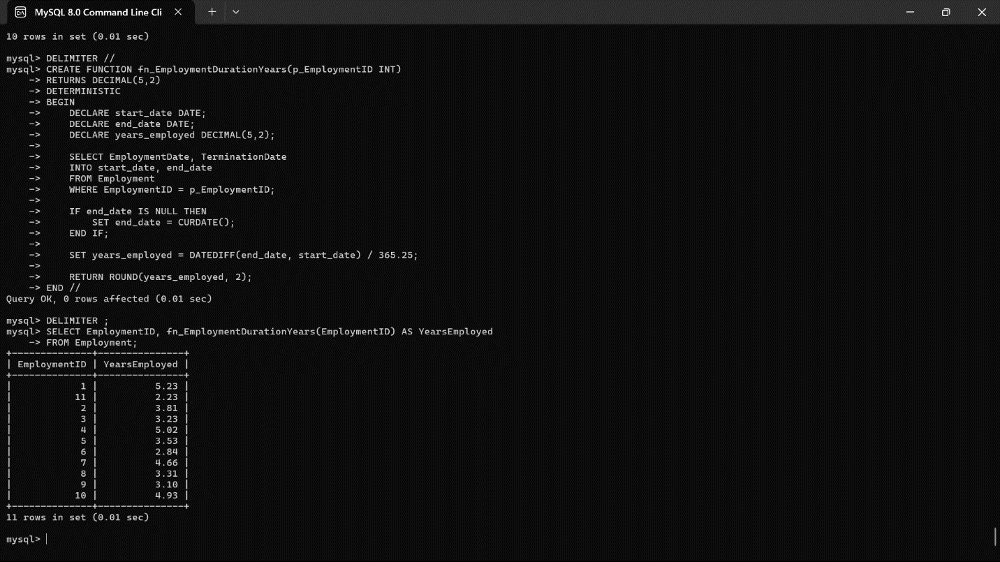 MySQL 8.0 Command Line Cli
10 rows in set (0.01 sec)
mysql> DELIMITER //
mysql> CREATE FUNCTION fn_EmploymentDurationYears(p_EmploymentID INT)
    -> RETURNS DECIMAL(5,2)
    -> DETERMINISTIC
    -> BEGIN
    ->     DECLARE start_date DATE;
    ->     DECLARE end_date DATE;
    ->     DECLARE years_employed DECIMAL(5,2);
    ->
    ->     SELECT EmploymentDate, TerminationDate
    ->     INTO start_date, end_date
    ->     FROM Employment
    ->     WHERE EmploymentID = p_EmploymentID;
    ->
    ->     IF end_date IS NULL THEN
    ->         SET end_date = CURDATE();
    ->     END IF;
    ->
    ->     SET years_employed = DATEDIFF(end_date, start_date) / 365.25;
    ->
    ->     RETURN ROUND(years_employed, 2);
    -> END //
Query OK, 0 rows affected (0.01 sec)
mysql> DELIMITER ;
mysql> SELECT EmploymentID, fn_EmploymentDurationYears(EmploymentID) AS YearsEmployed
    -> FROM Employment;
+--------------+---------------+
| EmploymentID | YearsEmployed |
+--------------+---------------+
|            1 |          5.23 |
|           11 |          2.23 |
|            2 |          3.81 |
|            3 |          3.23 |
|            4 |          5.02 |
|            5 |          3.53 |
|            6 |          2.84 |
|            7 |          4.66 |
|            8 |          3.31 |
|            9 |          3.10 |
|           10 |          4.93 |
+--------------+---------------+
11 rows in set (0.01 sec)
mysql>